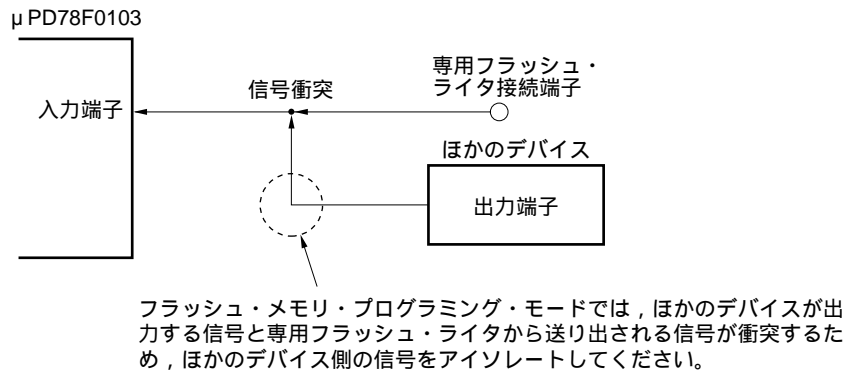 μPD78F0103
専用フラッシュ・
ライタ接続端子
信号衝突
入力端子
ほかのデバイス
出力端子
フラッシュ・メモリ・プログラミング・モードでは，ほかのデバイスが出
力する信号と専用フラッシュ・ライタから送り出される信号が衝突するた
め，ほかのデバイス側の信号をアイソレートしてください。